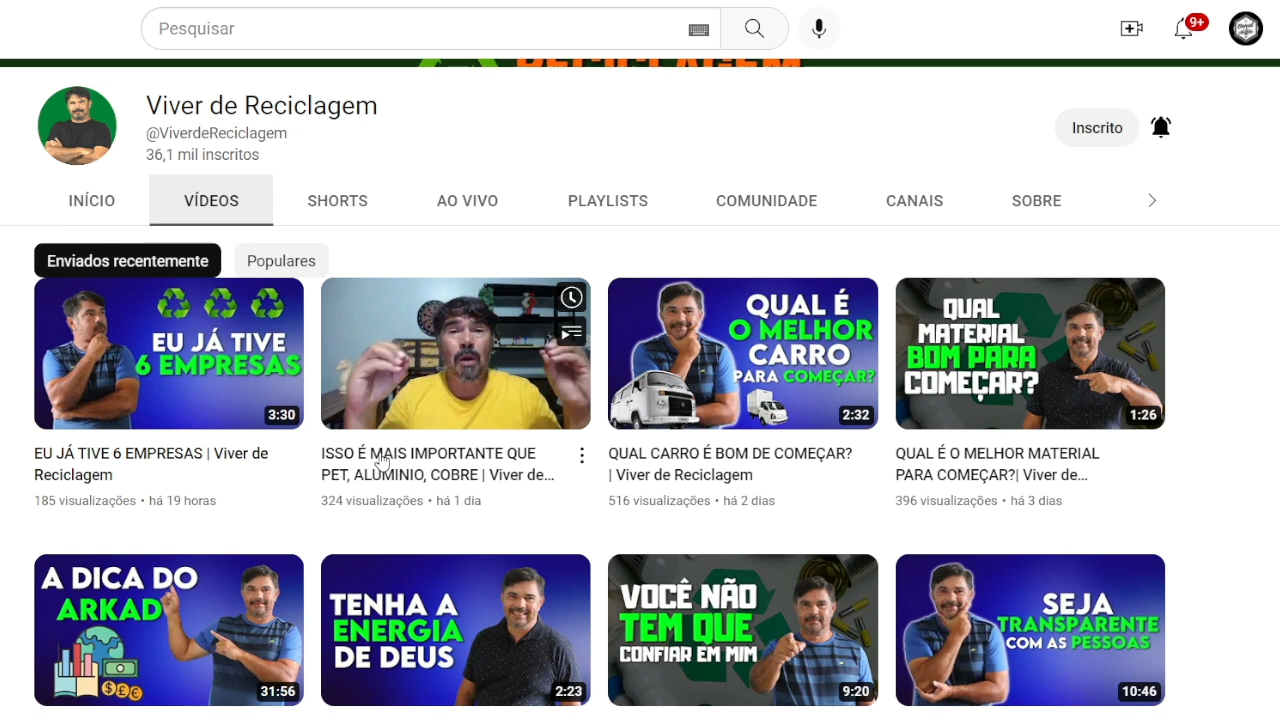 Pesquisar
9+
RECICLAGEM
Viver de Reciclagem
@ViverdeReciclagem
36,1 mil inscritos
Inscrito
INÍCIO
VÍDEOS
SHORTS
AO VIVO
PLAYLISTS
COMUNIDADE
CANAIS
SOBRE
Enviados recentemente
Populares
EU JÁ TIVE
6 EMPRESAS
3:30
QUAL É
O MELHOR
CARRO
PARA COMEÇAR?
2:32
QUAL
MATERIAL
BOM PARA
COMEÇAR?
1:26
EU JÁ TIVE 6 EMPRESAS | Viver de
Reciclagem
185 visualizações • há 19 horas
ISSO É MAIS IMPORTANTE QUE
PET, ALUMINIO, COBRE | Viver de...
324 visualizações • há 1 dia
QUAL CARRO É BOM DE COMEÇAR?
| Viver de Reciclagem
516 visualizações • há 2 dias
QUAL É O MELHOR MATERIAL
PARA COMEÇAR?| Viver de...
396 visualizações • há 3 dias
A DICA DO
ARKAD
31:56
TENHA A
ENERGIA
DE DEUS
2:23
VOCÊ NÃO
TEM QUE
CONFIAR EM MIM
9:20
SEJA
TRANSPARENTE
COM AS PESSOAS
10:46